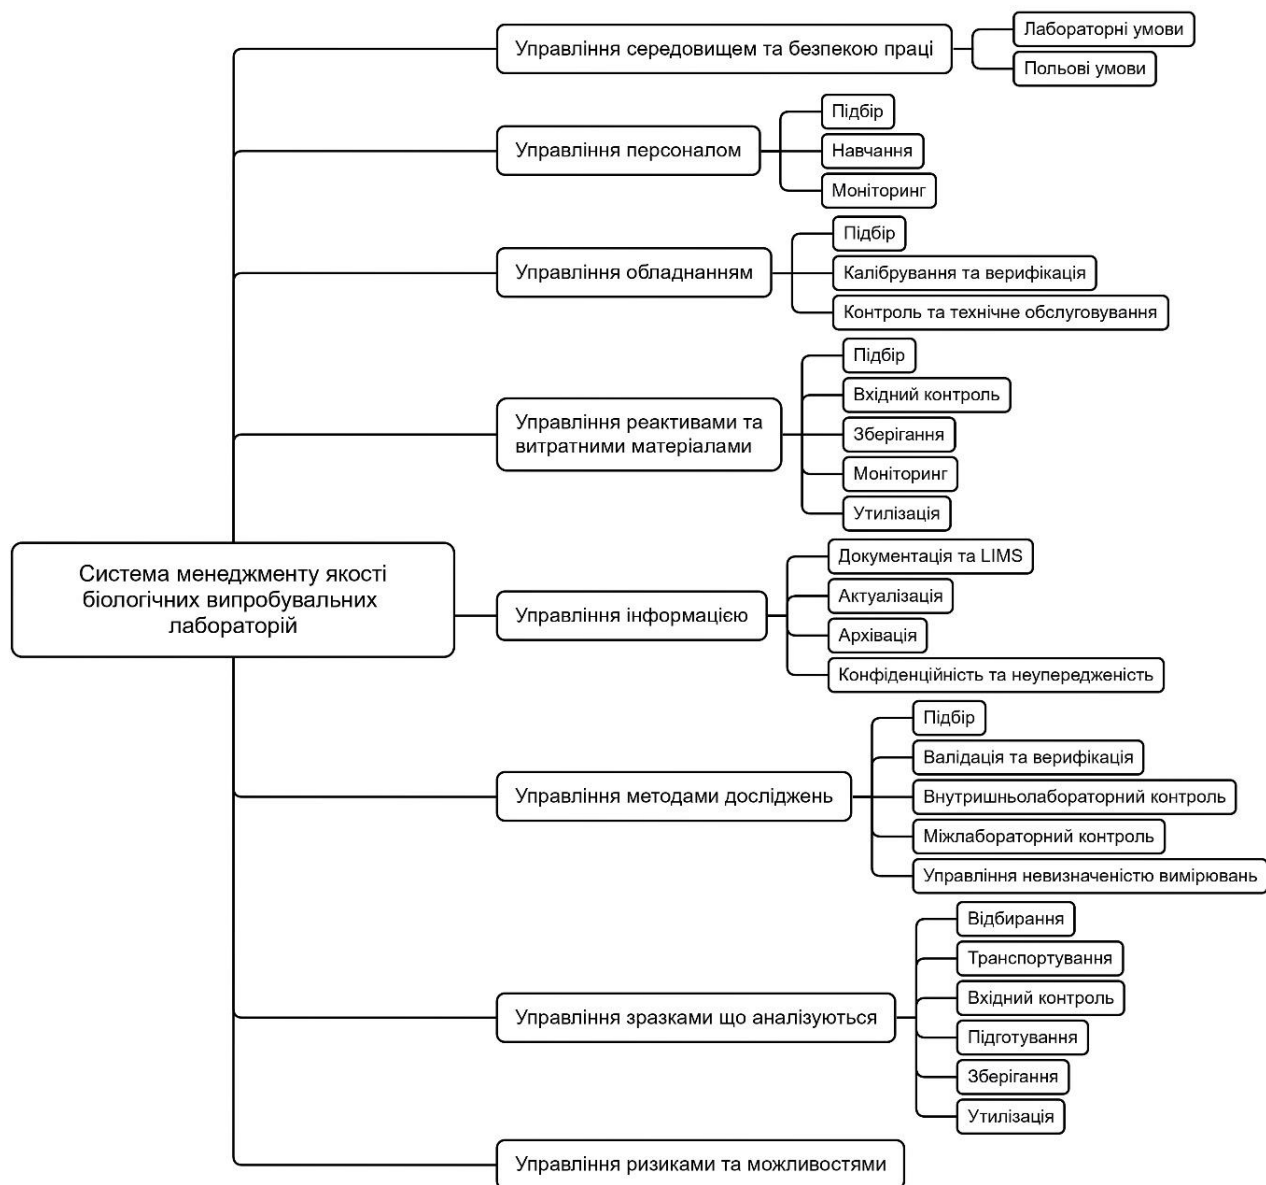 Управління середовищем та безпекою праці
Лабораторні умови
Польові умови
Управління персоналом
Підбір
Навчання
Моніторинг
Управління обладнанням
Підбір
Калібрування та верифікація
Контроль та технічне обслуговування
Управління реактивами та
витратними матеріалами
Підбір
Вхідний контроль
Зберігання
Моніторинг
Утилізація
Система менеджменту якості
біологічних випробувальних
лабораторій
Управління інформацією
Документація та LIMS
Актуалізація
Архівація
Конфіденційність та неупередженість
Управління методами досліджень
Підбір
Валідація та верифікація
Внутришньолабораторний контроль
Міжлабораторний контроль
Управління невизначеністю вимірювань
Управління зразками що аналізуються
Відбирання
Транспортування
Вхідний контроль
Підготування
Зберігання
Утилізація
Управління ризиками та можливостями